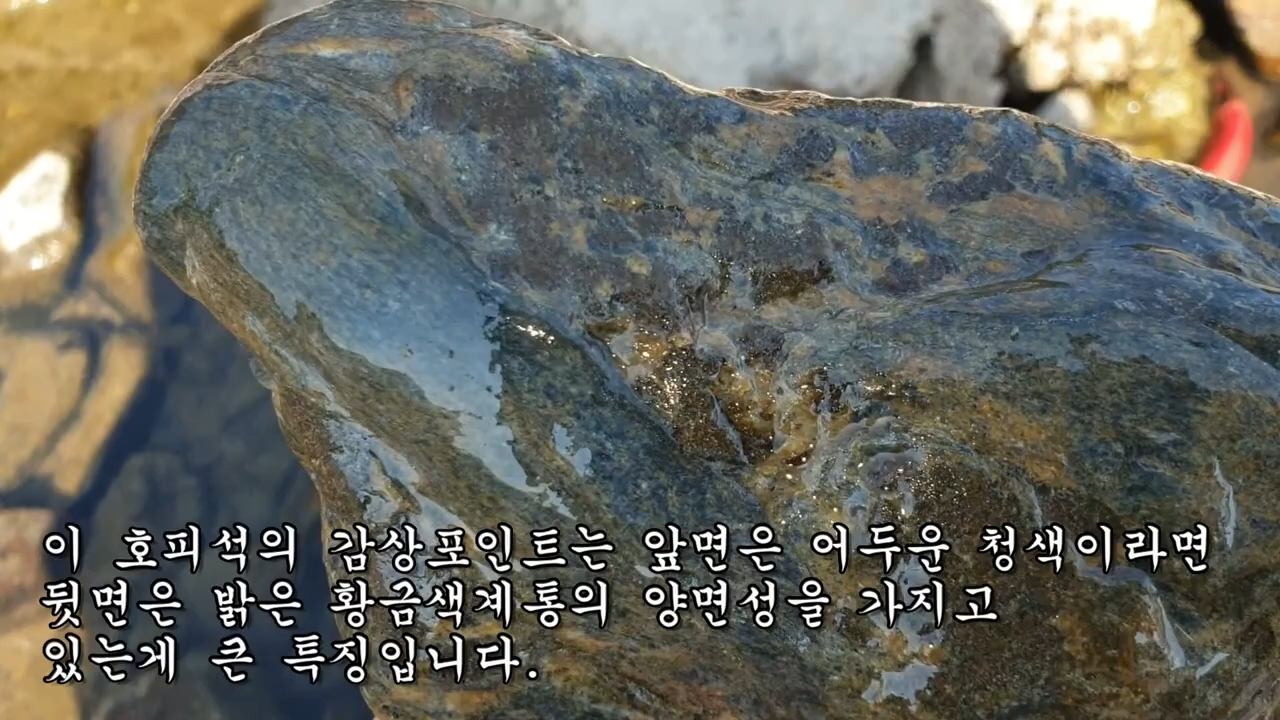 이 호피석의 감상포인트는 앞면은 어두운 청색이라면
뒷면은 밝은 황금색계통의 양면성을 가지고
있는게 큰 특징입니다.